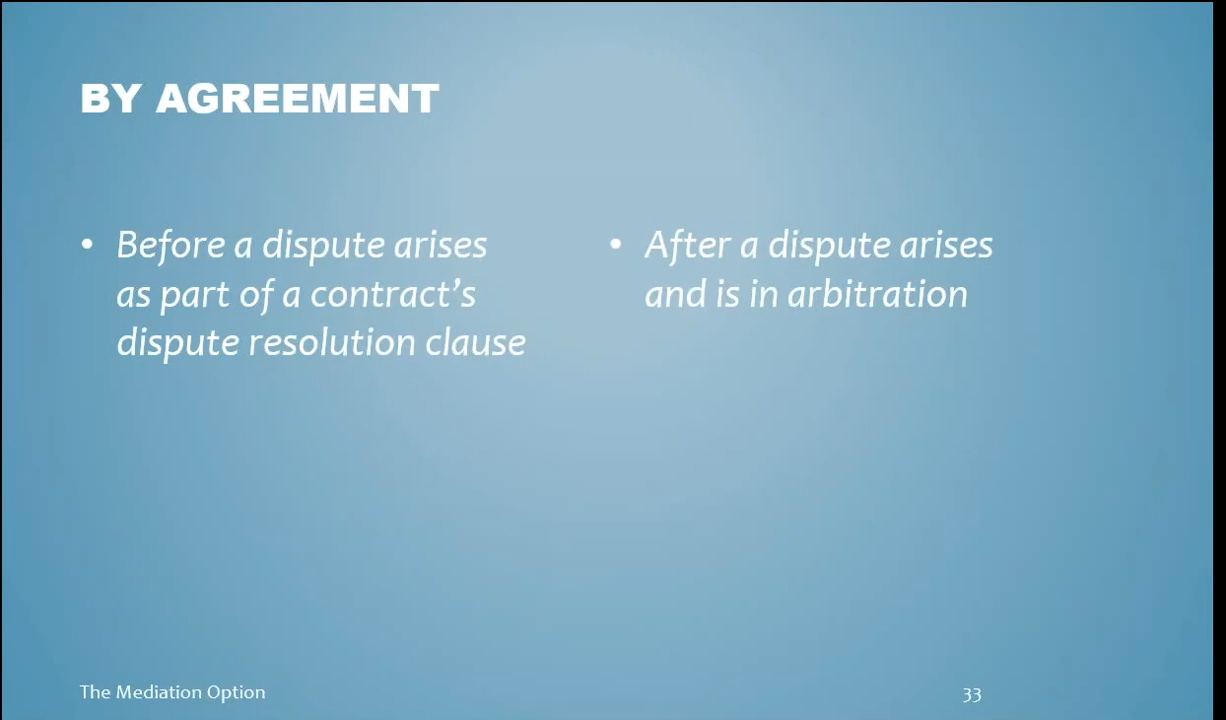 BY AGREEMENT
• Before a dispute arises
as part of a contract’s
dispute resolution clause
• After a dispute arises
and is in arbitration
The Mediation Option
33